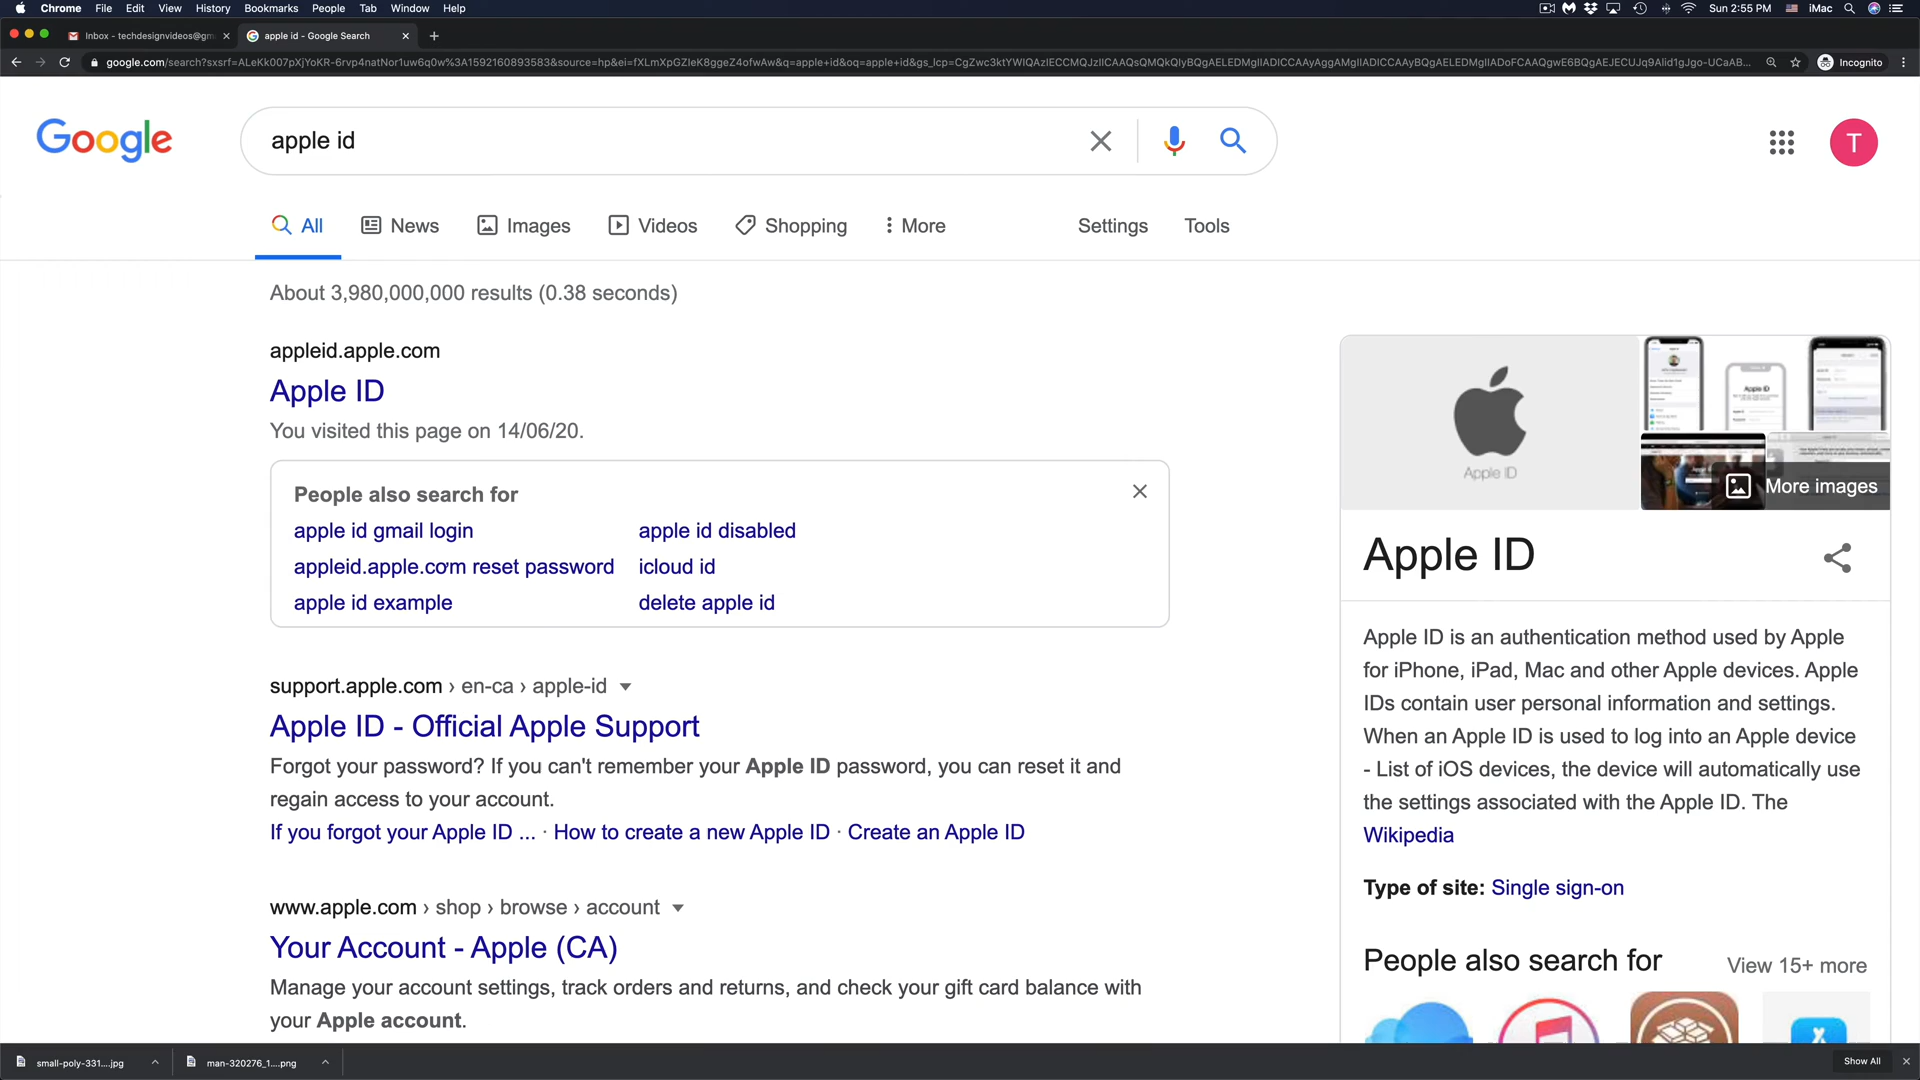 Chrome File Edit View History Bookmarks People Tab Window Help
Sun 2:55 PM iMac
Inbox - techdesignvideos@gm
apple id - Google Search
Incognito
Google
apple id
T
All News Images Videos Shopping More Settings Tools
About 3,980,000,000 results (0.38 seconds)
appleid.apple.com
Apple ID
You visited this page on 14/06/20.
People also search for
apple id gmail login apple id disabled
appleid.apple.com reset password icloud id
apple id example delete apple id
support.apple.com › en-ca › apple-id
Apple ID - Official Apple Support
Forgot your password? If you can't remember your Apple ID password, you can reset it and
regain access to your account.
If you forgot your Apple ID ... · How to create a new Apple ID · Create an Apple ID
www.apple.com › shop › browse › account
Your Account - Apple (CA)
Manage your account settings, track orders and returns, and check your gift card balance with
your Apple account.
Apple ID
More images
Apple ID
Apple ID is an authentication method used by Apple
for iPhone, iPad, Mac and other Apple devices. Apple
IDs contain user personal information and settings.
When an Apple ID is used to log into an Apple device
- List of iOS devices, the device will automatically use
the settings associated with the Apple ID. The
Wikipedia
Type of site: Single sign-on
People also search for View 15+ more
small-poly-331....jpg
man-320276_1....png
Show All